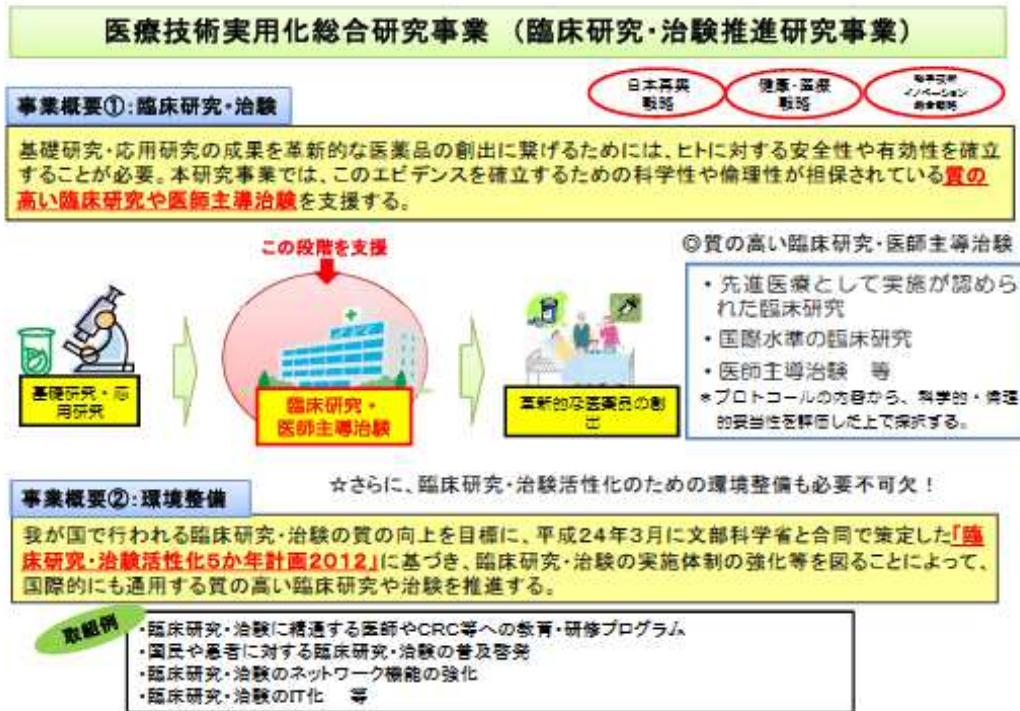 医療技術実用化総合研究事業 （臨床研究・治験推進研究事業）
日本再興
戦略
健康・医療
戦略
科学技術
イノベーション
総合戦略
事業概要①：臨床研究・治験
基礎研究・応用研究の成果を革新的な医薬品の創出に繋げるためには、ヒトに対する安全性や有効性を確立
することが必要。本研究事業では、このエビデンスを確立するための科学性や倫理性が担保されている質の
高い臨床研究や医師主導治験を支援する。
この段階を支援
基礎研究・応
用研究
臨床研究・
医師主導治験
革新的な医薬品の創
出
◎質の高い臨床研究・医師主導治験
・先進医療として実施が認めら
れた臨床研究
・国際水準の臨床研究
・医師主導治験　等
＊プロトコールの内容から、科学的・倫理
的妥当性を評価した上で採択する。
事業概要②：環境整備
☆さらに、臨床研究・治験活性化のための環境整備も必要不可欠！
我が国で行われる臨床研究・治験の質の向上を目標に、平成２４年３月に文部科学省と合同で策定した「臨
床研究・治験活性化５か年計画２０１２」に基づき、臨床研究・治験の実施体制の強化等を図ることによって、
国際的にも通用する質の高い臨床研究や治験を推進する。
取組例
・臨床研究・治験に精通する医師やCRC等への教育・研修プログラム
・国民や患者に対する臨床研究・治験の普及啓発
・臨床研究・治験のネットワーク機能の強化
・臨床研究・治験のIT化　等